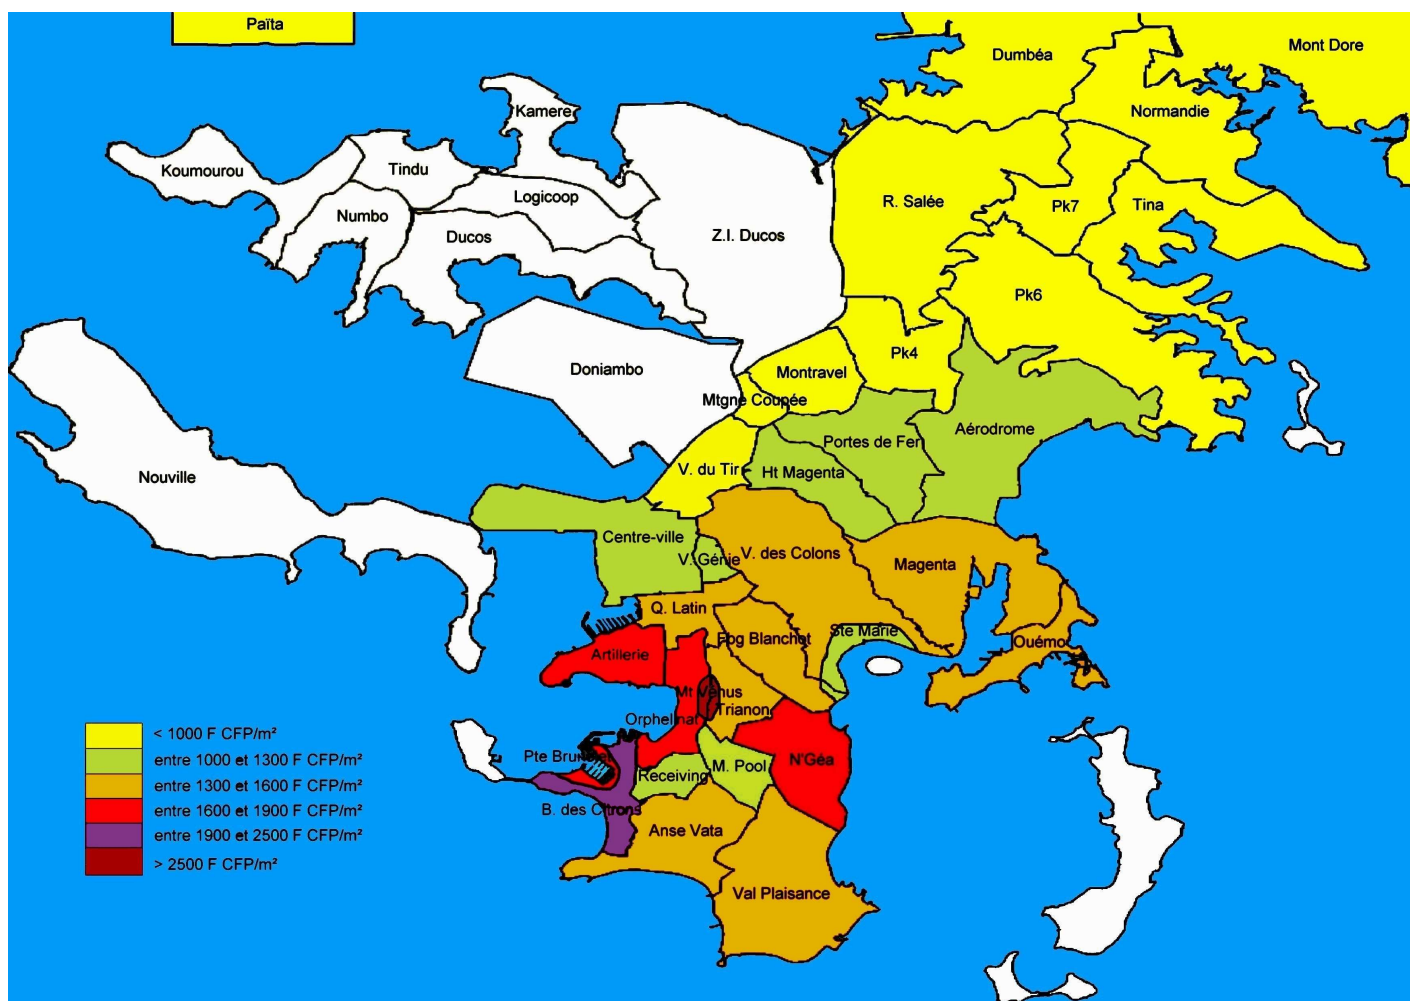 Païta
Dumbéa
Mont Dore
Kamere
Normandie
Koumourou
Tindu
Logicoop
R. Salée
Pk7
Tina
Numbo
Ducos
Z.I. Ducos
Pk6
Pk4
Doniambo
Montravel
Mtgne Coupée
Aérodrome
Portes de Fer
V. du Tir
Ht Magenta
Nouville
Centre-ville
V. Génie
V. des Colons
Magenta
Q. Latin
Fbg Blanchot
Ste Marie
Ouémo
Artillerie
Mt Vénus
Trianon
Orphelinat
Pte Brunelet
N'Géa
M. Pool
Receiving
B. des Citrons
Anse Vata
Val Plaisance
< 1000 F CFP/m²
entre 1000 et 1300 F CFP/m²
entre 1300 et 1600 F CFP/m²
entre 1600 et 1900 F CFP/m²
entre 1900 et 2500 F CFP/m²
> 2500 F CFP/m²